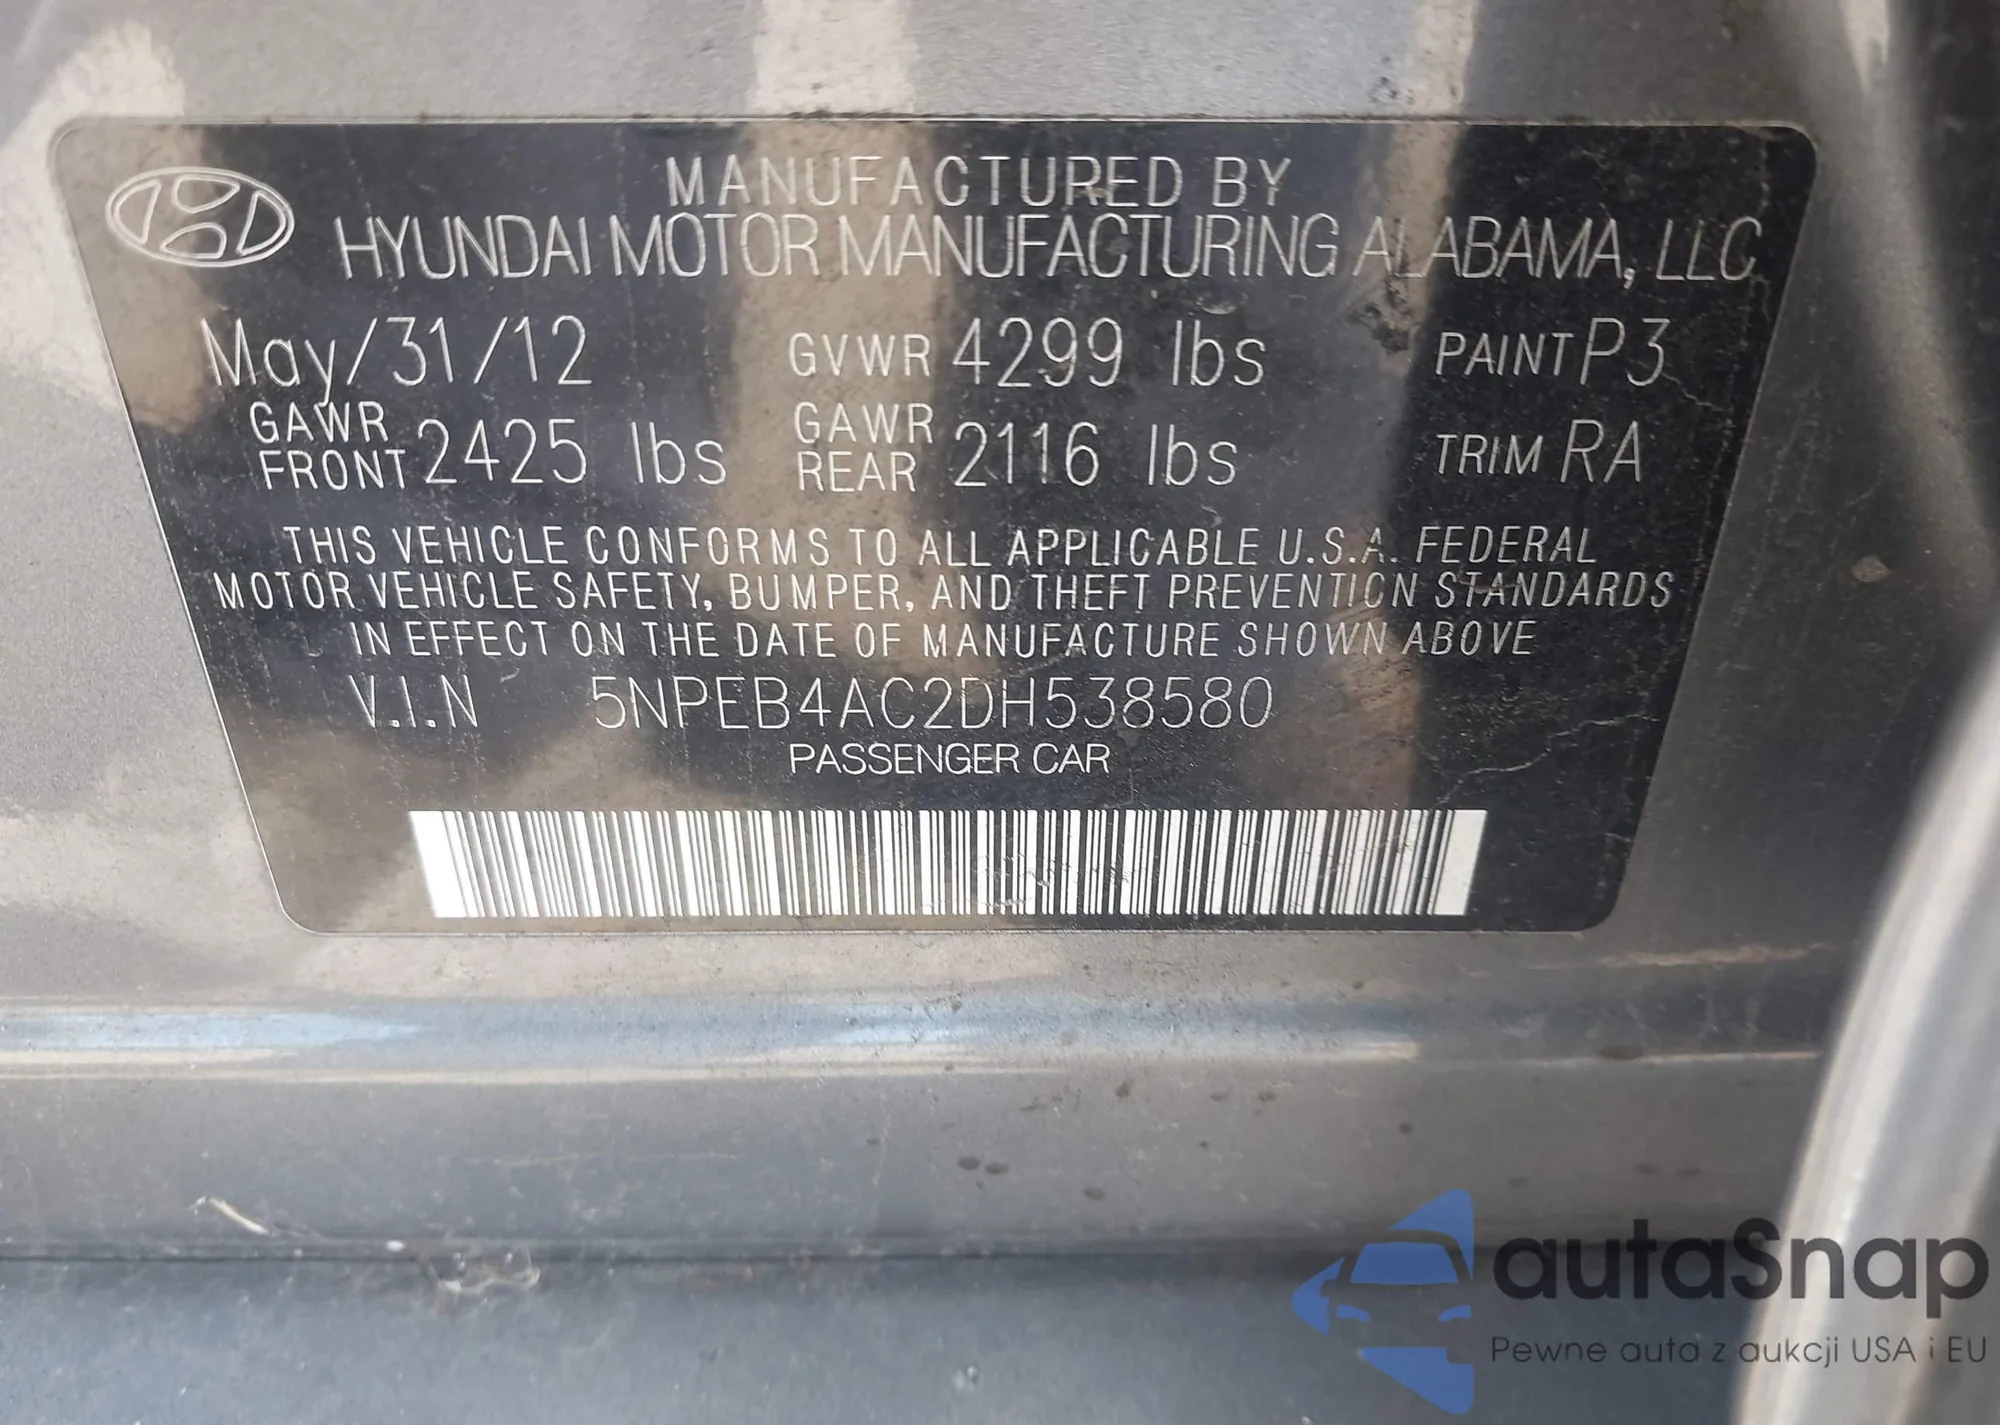 MANUFACTURED BY
HYUNDAI MOTOR MANUFACTURING ALABAMA, LLC
May/31/12 GVWR 4299 lbs PAINT P3
GAWR FRONT 2425 lbs GAWR REAR 2116 lbs TRIM RA
THIS VEHICLE CONFORMS TO ALL APPLICABLE U.S.A. FEDERAL
MOTOR VEHICLE SAFETY, BUMPER, AND THEFT PREVENTION STANDARDS
IN EFFECT ON THE DATE OF MANUFACTURE SHOWN ABOVE
V.I.N 5NPEB4AC2DH538580
PASSENGER CAR
autaSnap
Pewne auta z aukcji USA i EU